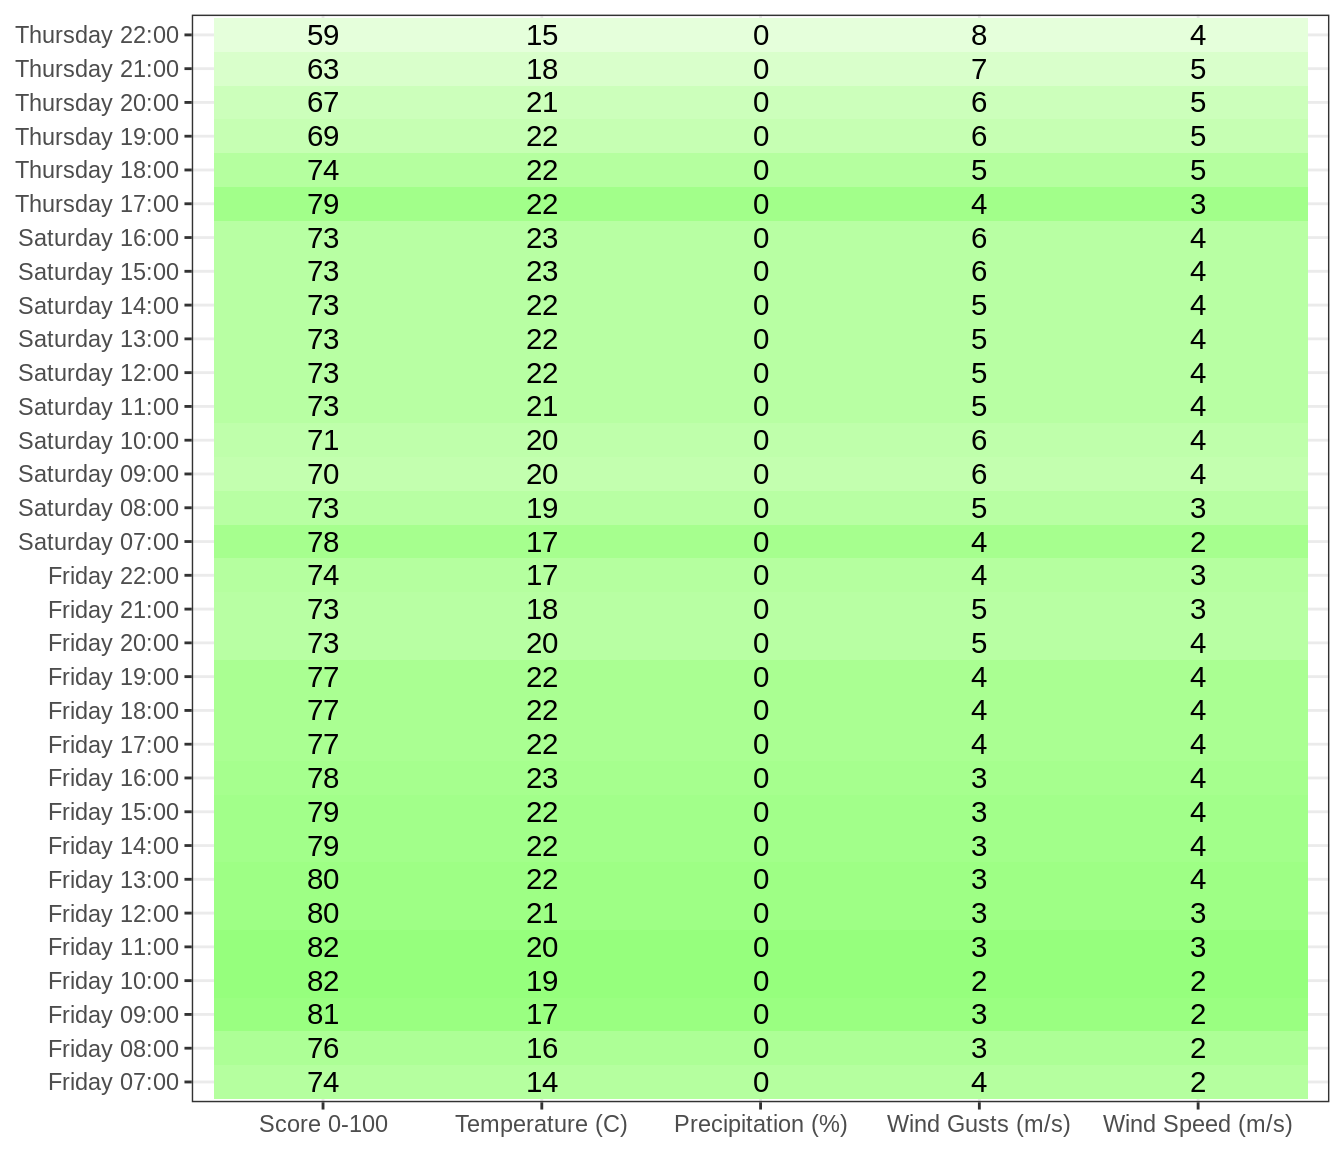 Thursday 22:00 59 15 0 8 4
Thursday 21:00 63 18 0 7 5
Thursday 20:00 67 21 0 6 5
Thursday 19:00 69 22 0 6 5
Thursday 18:00 74 22 0 5 5
Thursday 17:00 79 22 0 4 3
Saturday 16:00 73 23 0 6 4
Saturday 15:00 73 23 0 6 4
Saturday 14:00 73 22 0 5 4
Saturday 13:00 73 22 0 5 4
Saturday 12:00 73 22 0 5 4
Saturday 11:00 73 21 0 5 4
Saturday 10:00 71 20 0 6 4
Saturday 09:00 70 20 0 6 4
Saturday 08:00 73 19 0 5 3
Saturday 07:00 78 17 0 4 2
Friday 22:00 74 17 0 4 3
Friday 21:00 73 18 0 5 3
Friday 20:00 73 20 0 5 4
Friday 19:00 77 22 0 4 4
Friday 18:00 77 22 0 4 4
Friday 17:00 77 22 0 4 4
Friday 16:00 78 23 0 3 4
Friday 15:00 79 22 0 3 4
Friday 14:00 79 22 0 3 4
Friday 13:00 80 22 0 3 4
Friday 12:00 80 21 0 3 3
Friday 11:00 82 20 0 3 3
Friday 10:00 82 19 0 2 2
Friday 09:00 81 17 0 3 2
Friday 08:00 76 16 0 3 2
Friday 07:00 74 14 0 4 2
Score 0-100 Temperature (C) Precipitation (%) Wind Gusts (m/s) Wind Speed (m/s)